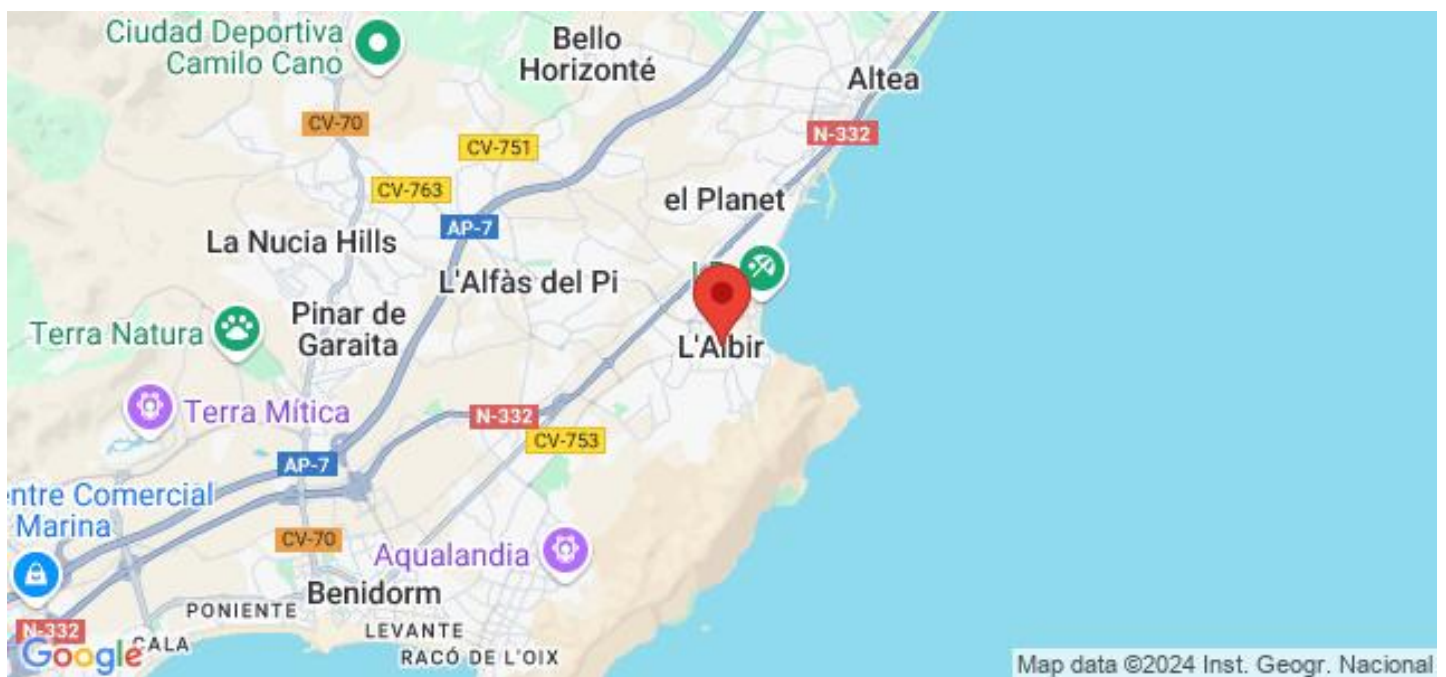 Ciudad Deportiva
Camilo Cano
Bello
Horizonté
Altea
CV-70
N-332
CV-751
CV-763
el Planet
AP-7
La Nucia Hills
L'Alfàs del Pi
Pinar de
Garaita
Terra Natura
L'Albir
Terra Mítica
N-332
CV-753
AP-7
entre Comercial
Marina
CV-70
Aqualandia
Benidorm
PONIENTE
LEVANTE
N-332
CALA
RACÓ DE L'OIX
Google
Map data ©2024 Inst. Geogr. Nacional